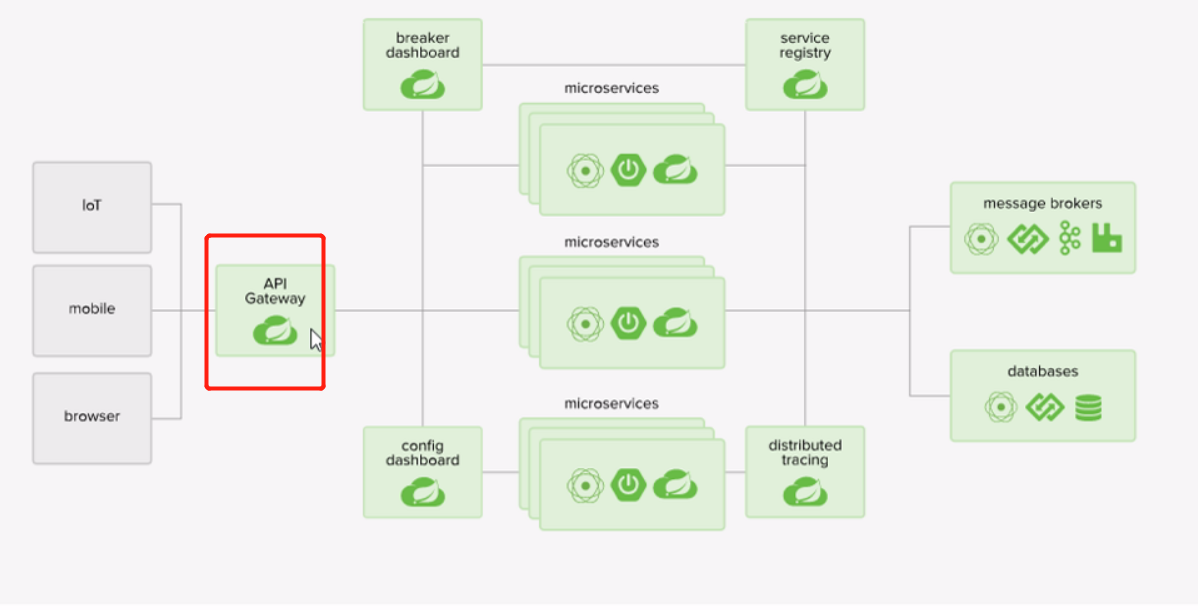 breaker
dashboard
service
registry
microservices
IoT
mobile
browser
API
Gateway
microservices
message brokers
databases
config
dashboard
microservices
distributed
tracing